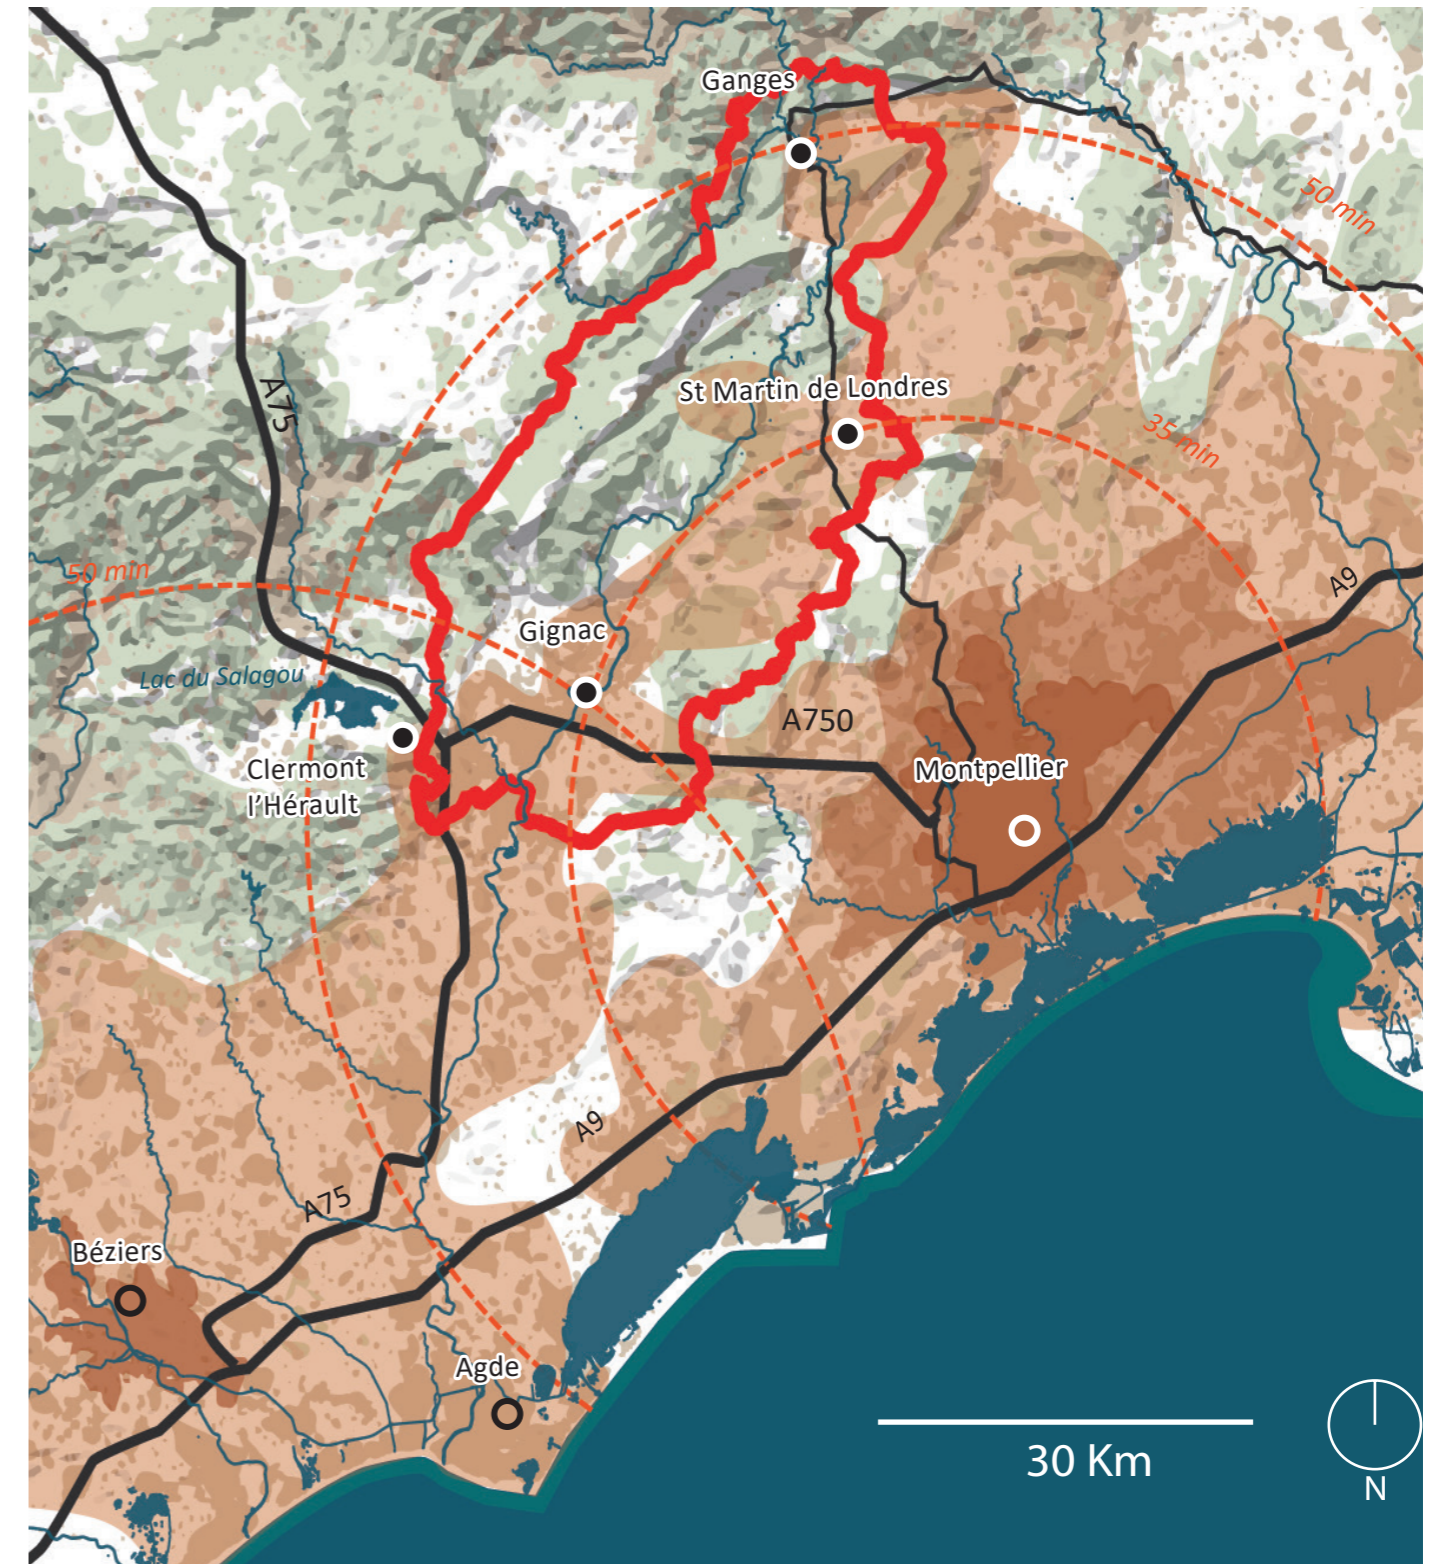 Ganges
50 min
A75
St Martin de Londres
35 min
50 min
A9
Gignac
Lac du Salagou
A750
Clermont
l'Hérault
Montpellier
A9
A75
Béziers
Agde
30 Km
N